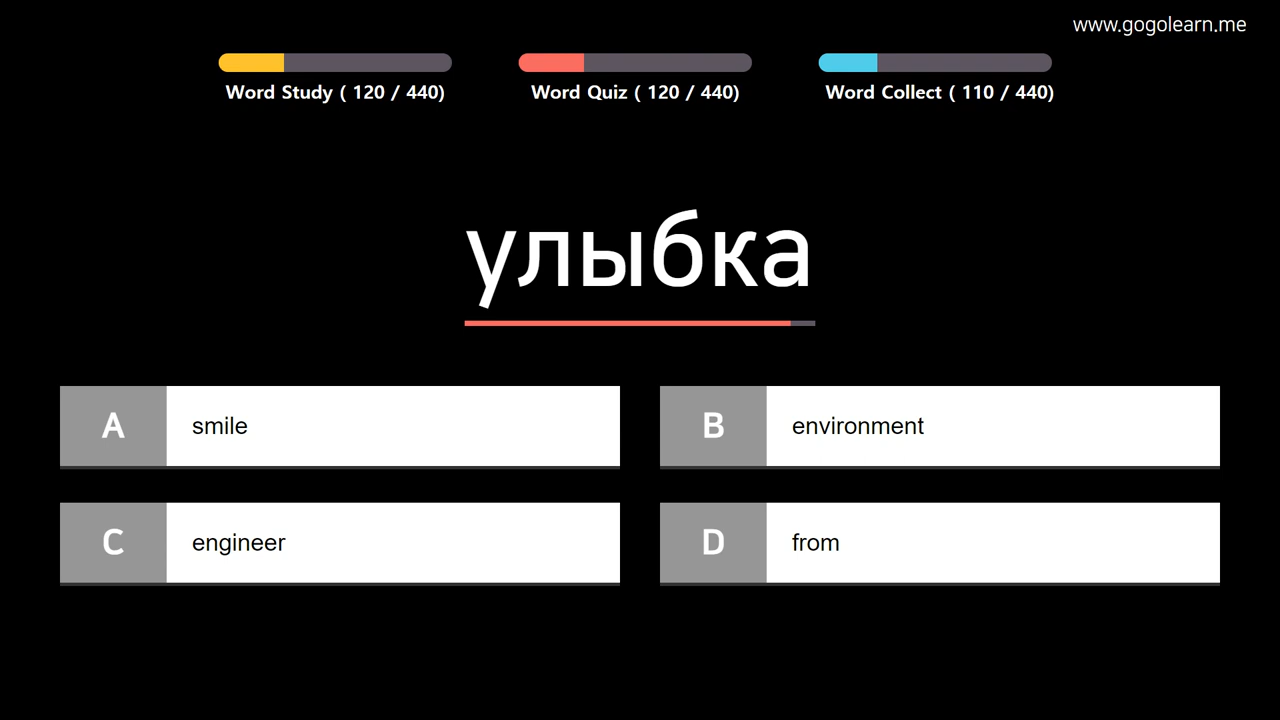 www.gogolearn.me
Word Study ( 120 / 440)
Word Quiz ( 120 / 440)
Word Collect ( 110 / 440)
улыбка
A smile
B environment
C engineer
D from